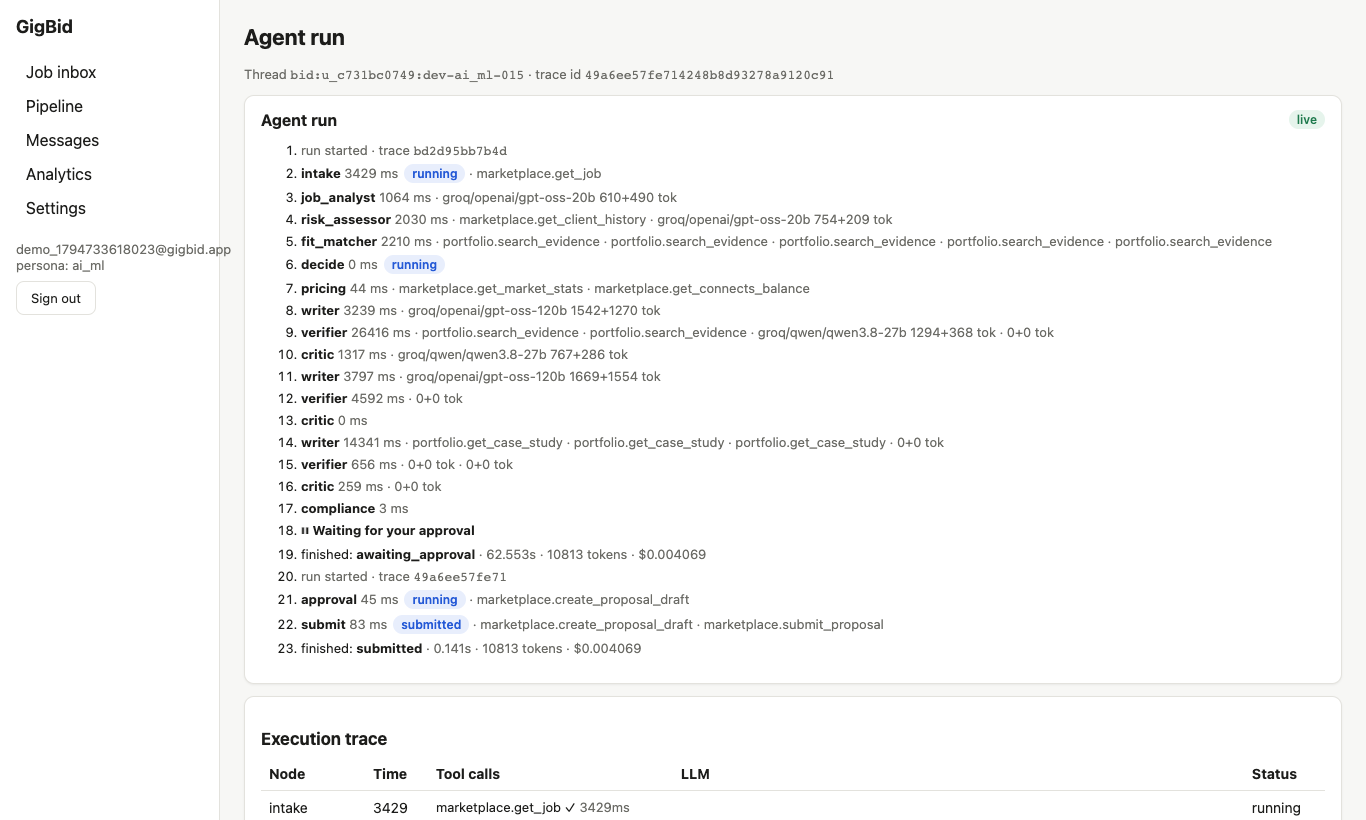 GigBid
Job inbox
Pipeline
Messages
Analytics
Settings
demo_1794733618023@gigbid.app
persona: ai_ml
Sign out
Agent run
Thread bid:u_c731bc0749:dev-ai_ml-015 · trace id 49a6ee57fe714248b8d93278a9120c91
Agent run
live
1. run started · trace bd2d95bb7b4d
2. intake 3429 ms running · marketplace.get_job
3. job_analyst 1064 ms · groq/openai/gpt-oss-20b 610+490 tok
4. risk_assessor 2030 ms · marketplace.get_client_history · groq/openai/gpt-oss-20b 754+209 tok
5. fit_matcher 2210 ms · portfolio.search_evidence · portfolio.search_evidence · portfolio.search_evidence · portfolio.search_evidence · portfolio.search_evidence
6. decide 0 ms running
7. pricing 44 ms · marketplace.get_market_stats · marketplace.get_connects_balance
8. writer 3239 ms · groq/openai/gpt-oss-120b 1542+1270 tok
9. verifier 26416 ms · portfolio.search_evidence · portfolio.search_evidence · groq/qwen/qwen3.8-27b 1294+368 tok · 0+0 tok
10. critic 1317 ms · groq/qwen/qwen3.8-27b 767+286 tok
11. writer 3797 ms · groq/openai/gpt-oss-120b 1669+1554 tok
12. verifier 4592 ms · 0+0 tok
13. critic 0 ms
14. writer 14341 ms · portfolio.get_case_study · portfolio.get_case_study · portfolio.get_case_study · 0+0 tok
15. verifier 656 ms · 0+0 tok · 0+0 tok
16. critic 259 ms · 0+0 tok
17. compliance 3 ms
18. ⏸ Waiting for your approval
19. finished: awaiting_approval · 62.553s · 10813 tokens · $0.004069
20. run started · trace 49a6ee57fe71
21. approval 45 ms running · marketplace.create_proposal_draft
22. submit 83 ms submitted · marketplace.create_proposal_draft · marketplace.submit_proposal
23. finished: submitted · 0.141s · 10813 tokens · $0.004069
Execution trace
Node Time Tool calls LLM Status
intake 3429 marketplace.get_job ✓ 3429ms running